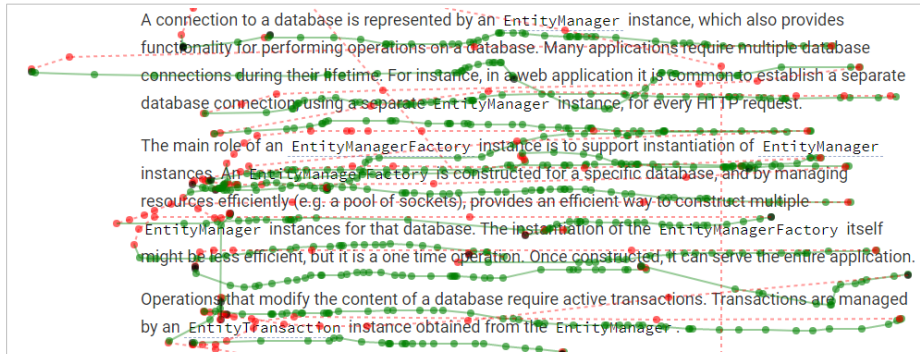 A connection to a database is represented by an EntityManager instance, which also provides
functionality for performing operations on a database. Many applications require multiple database
connections during their lifetime. For instance, in a web application it is common to establish a separate
database connection, using a separate EntityManager instance, for every HTTP request.
The main role of an EntityManagerFactory instance is to support instantiation of EntityManager
instances. An EntityManagerFactory is constructed for a specific database, and by managing
resources efficiently (e.g. a pool of sockets), provides an efficient way to construct multiple
EntityManager instances for that database. The instantiation of the EntityManagerFactory itself
might be less efficient, but it is a one time operation. Once constructed, it can serve the entire application.
Operations that modify the content of a database require active transactions. Transactions are managed
by an EntityTransaction instance obtained from the EntityManager.